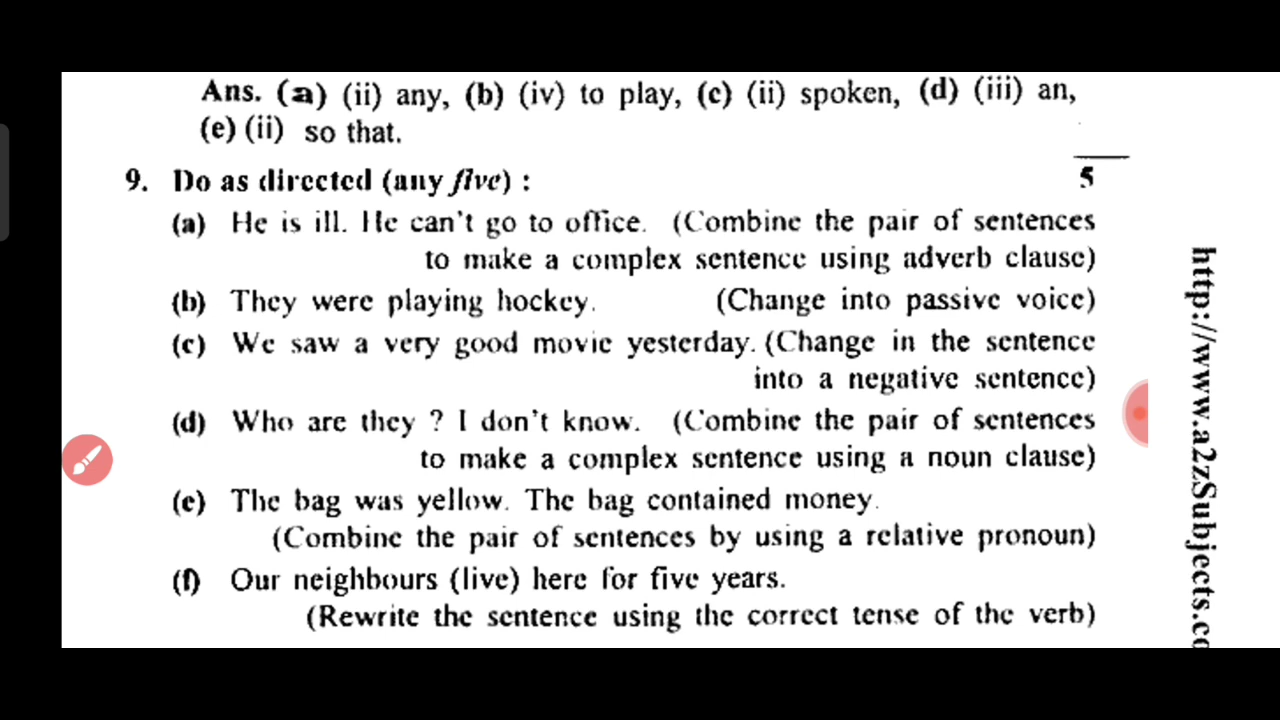 Ans. (a) (ii) any, (b) (iv) to play, (c) (ii) spoken, (d) (iii) an,
(e) (ii) so that.
9. Do as directed (any five) : 5
(a) He is ill. He can't go to office. (Combine the pair of sentences
to make a complex sentence using adverb clause)
(b) They were playing hockey. (Change into passive voice)
(c) We saw a very good movie yesterday. (Change in the sentence
into a negative sentence)
(d) Who are they ? I don't know. (Combine the pair of sentences
to make a complex sentence using a noun clause)
(e) The bag was yellow. The bag contained money.
(Combine the pair of sentences by using a relative pronoun)
(f) Our neighbours (live) here for five years.
(Rewrite the sentence using the correct tense of the verb)
http://www.a2zSubjects.co